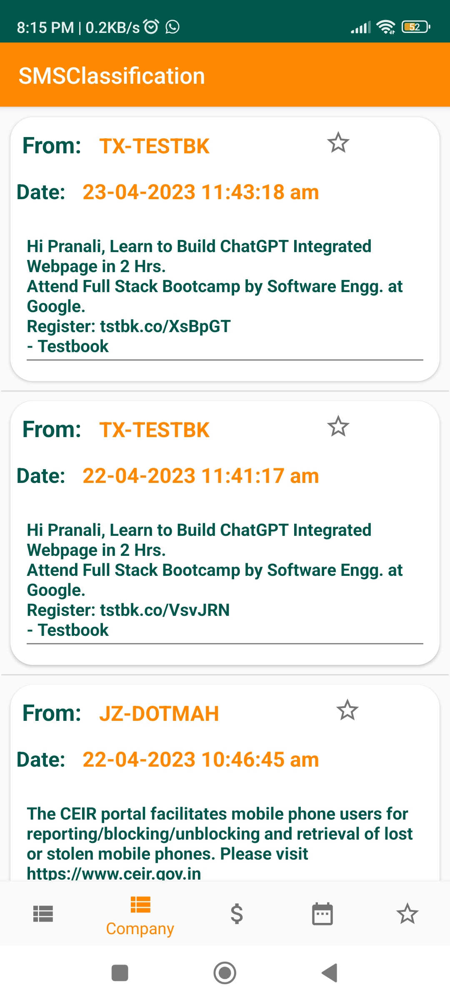 8:15 PM | 0.2KB/s
52
SMSClassification
From: TX-TESTBK
Date: 23-04-2023 11:43:18 am
Hi Pranali, Learn to Build ChatGPT Integrated
Webpage in 2 Hrs.
Attend Full Stack Bootcamp by Software Engg. at
Google.
Register: tstbk.co/XsBpGT
- Testbook
From: TX-TESTBK
Date: 22-04-2023 11:41:17 am
Hi Pranali, Learn to Build ChatGPT Integrated
Webpage in 2 Hrs.
Attend Full Stack Bootcamp by Software Engg. at
Google.
Register: tstbk.co/VsvJRN
- Testbook
From: JZ-DOTMAH
Date: 22-04-2023 10:46:45 am
The CEIR portal facilitates mobile phone users for
reporting/blocking/unblocking and retrieval of lost
or stolen mobile phones. Please visit
https://www.ceir.gov.in
Company